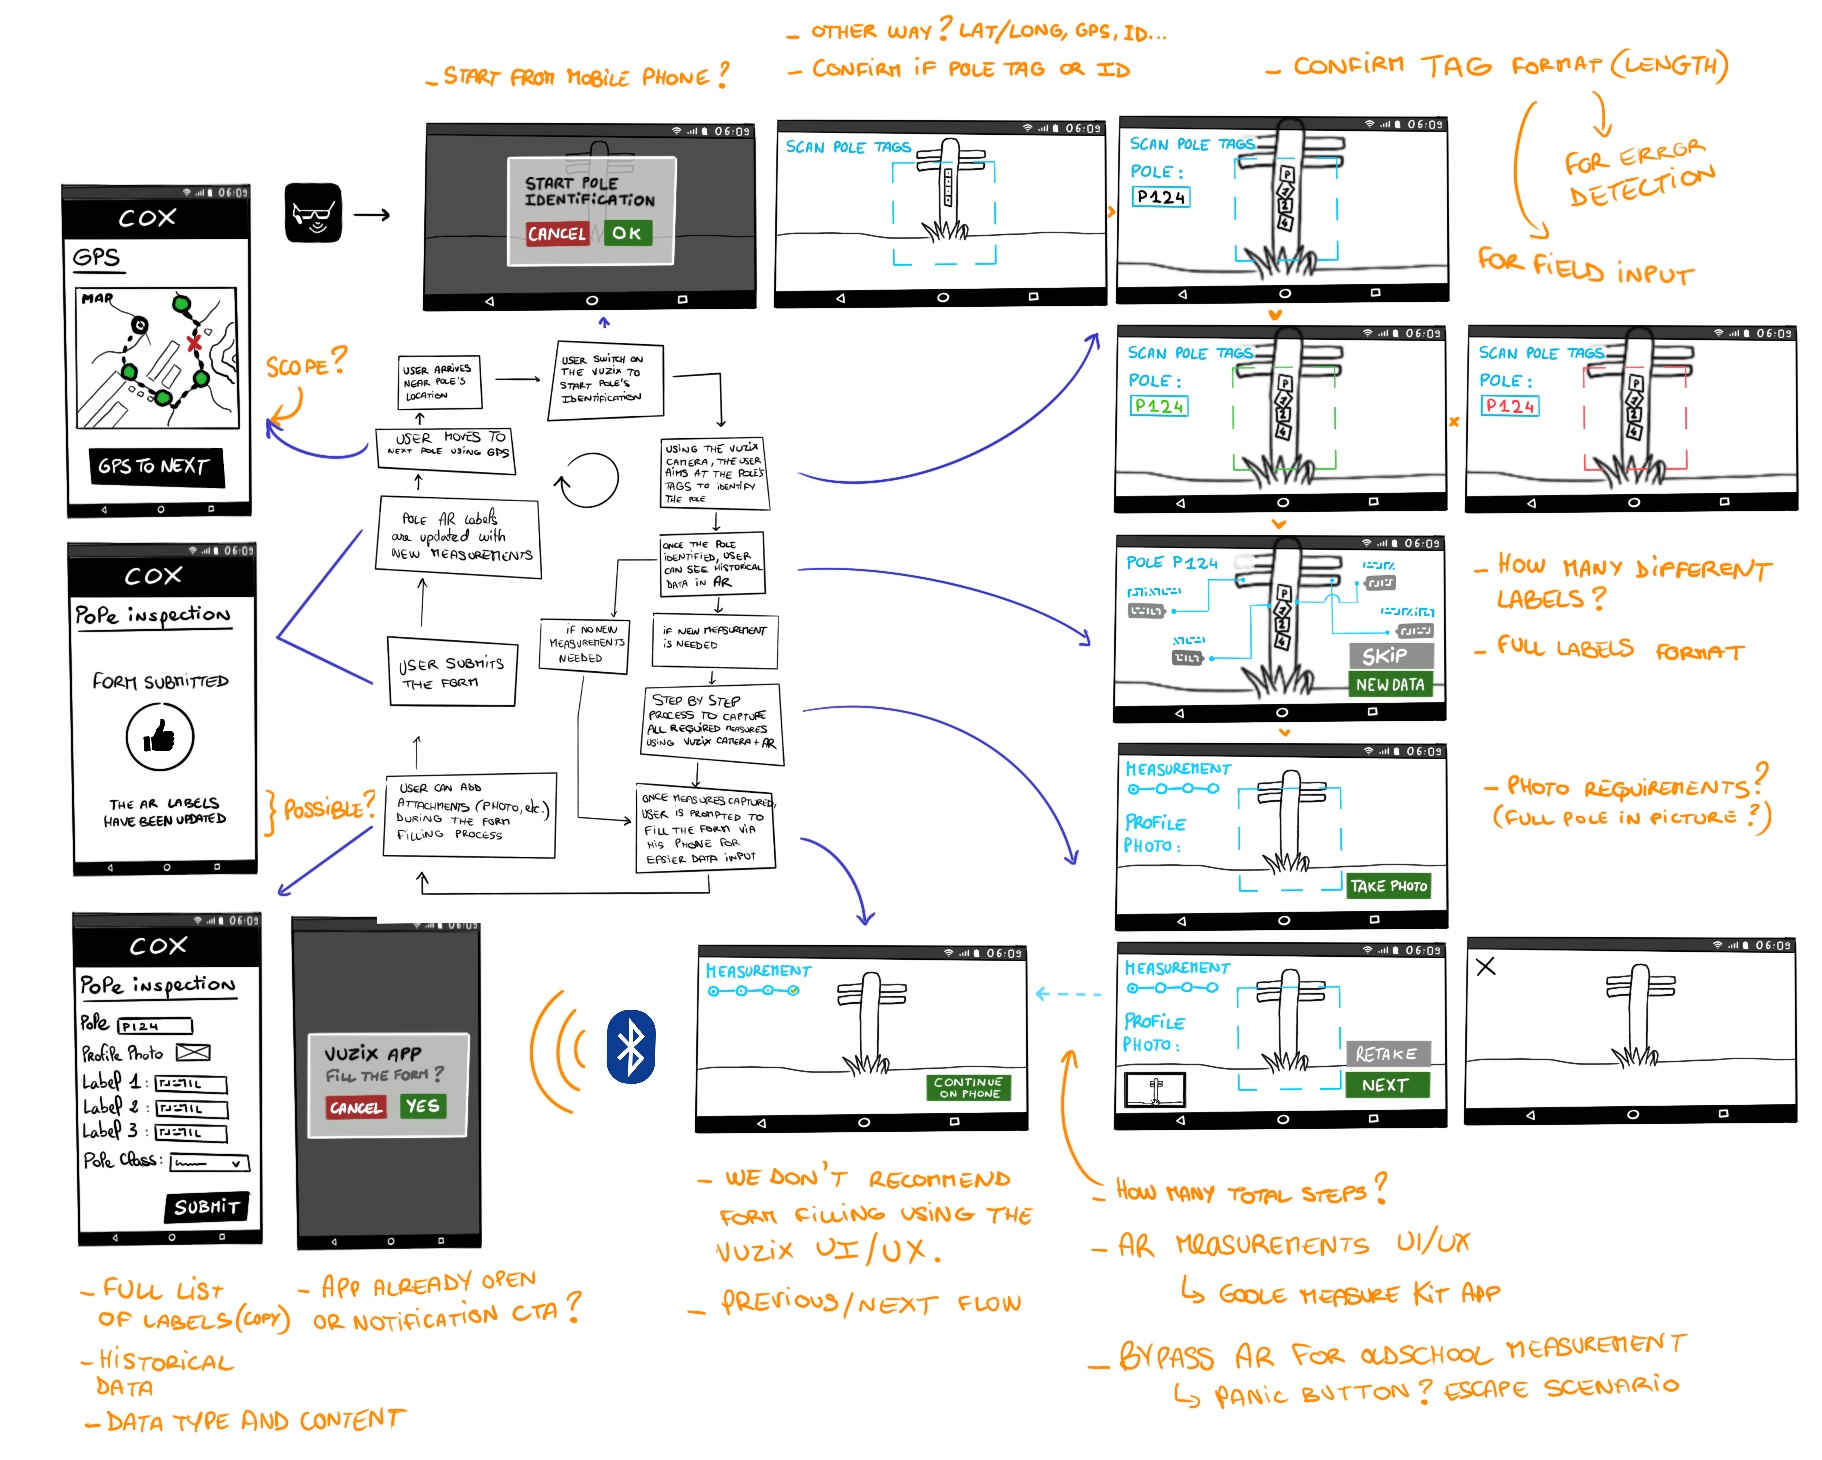 - START FROM MOBILE PHONE?
- OTHER WAY? LAT/LONG, GPS, ID...
- CONFIRM IF POLE TAG OR ID
- CONFIRM TAG FORMAT (LENGTH)
FOR ERROR
DETECTION
FOR FIELD INPUT
06:09
COX
GPS
MAP
GPS TO NEXT
SCOPE?
06:09
START POLE
IDENTIFICATION
CANCEL
OK
06:09
SCAN POLE TAGS
06:09
SCAN POLE TAGS
POLE:
P124
P
1
2
4
06:09
SCAN POLE TAGS
POLE:
P124
P
1
2
4
06:09
SCAN POLE TAGS
POLE:
P124
P
1
2
4
USER ARRIVES
NEAR POLE'S
LOCATION
USER SWITCH ON
THE VUZIX TO
START POLE'S
IDENTIFICATION
USER MOVES TO
NEXT POLE USING GPS
USING THE VUZIX
CAMERA, THE USER
AIMS AT THE POLE'S
TAGS TO IDENTIFY
THE POLE
POLE AR labels
are updated with
NEW MEASUREMENTS
ONCE THE POLE
IDENTIFIED, USER
CAN SEE HISTORICAL
DATA IN AR
IF NO NEW
MEASUREMENTS
NEEDED
IF NEW MEASUREMENT
IS NEEDED
USER SUBMITS
THE FORM
STEP BY STEP
PROCESS TO CAPTURE
ALL REQUIRED MEASURES
USING VUZIX CAMERA + AR
USER CAN ADD
ATTACHMENTS (PHOTO, etc.)
DURING THE FORM
FILLING PROCESS
ONCE MEASURES CAPTURED,
USER IS PROMPTED TO
FILL THE FORM VIA
HIS PHONE FOR
EASIER DATA INPUT
06:09
COX
Pole inspection
FORM SUBMITTED
THE AR LABELS
HAVE BEEN UPDATED
POSSIBLE?
06:09
POLE P124
P
1
2
4
SKIP
NEW DATA
- HOW MANY DIFFERENT
LABELS?
- FULL LABELS FORMAT
06:09
MEASUREMENT
PROFILE
PHOTO:
TAKE PHOTO
- PHOTO REQUIREMENTS?
(FULL POLE IN PICTURE?)
06:09
COX
Pole inspection
Pole P124
Profile Photo
Label 1:
Label 2:
Label 3:
Pole Class:
SUBMIT
06:09
VUZIX APP
FILL THE FORM?
CANCEL
YES
06:09
MEASUREMENT
CONTINUE
ON PHONE
06:09
MEASUREMENT
PROFILE
PHOTO:
RETAKE
NEXT
06:09
- FULL LIST
OF LABELS (COPY)
- HISTORICAL
DATA
- DATA TYPE AND CONTENT
- APP ALREADY OPEN
OR NOTIFICATION CTA?
- WE DON'T RECOMMEND
FORM FILLING USING THE
VUZIX UI/UX.
- PREVIOUS/NEXT FLOW
- HOW MANY TOTAL STEPS?
- AR MEASUREMENTS UI/UX
GOOLE MEASURE KIT APP
- BYPASS AR FOR OLDSCHOOL MEASUREMENT
PANIC BUTTON? ESCAPE SCENARIO